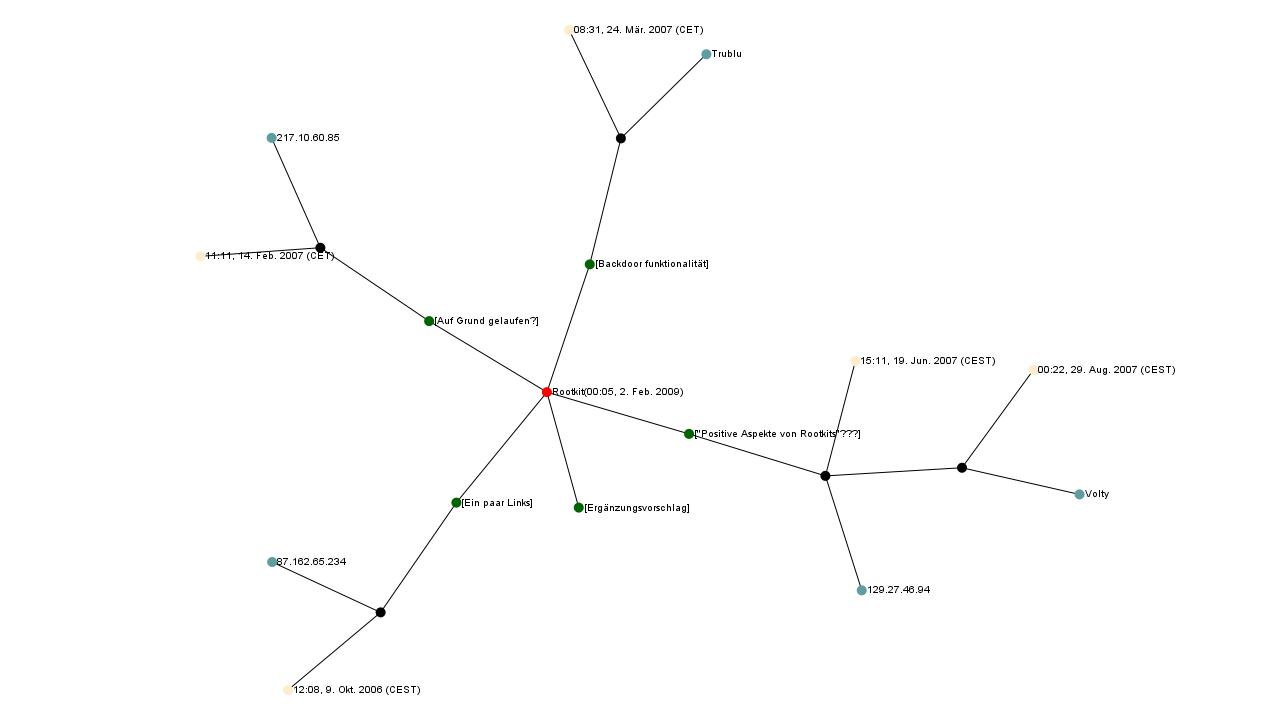 08:31, 24. Mär. 2007 (CET)
Trublu
217.10.60.85
11:11, 14. Feb. 2007 (CET)
[Backdoor funktionalität]
[Auf Grund gelaufen?]
15:11, 19. Jun. 2007 (CEST)
00:22, 29. Aug. 2007 (CEST)
Rootkit(00:05, 2. Feb. 2009)
["Positive Aspekte von Rootkits"???]
Volty
[Ein paar Links]
[Ergänzungsvorschlag]
87.162.65.234
129.27.46.94
12:08, 9. Okt. 2006 (CEST)